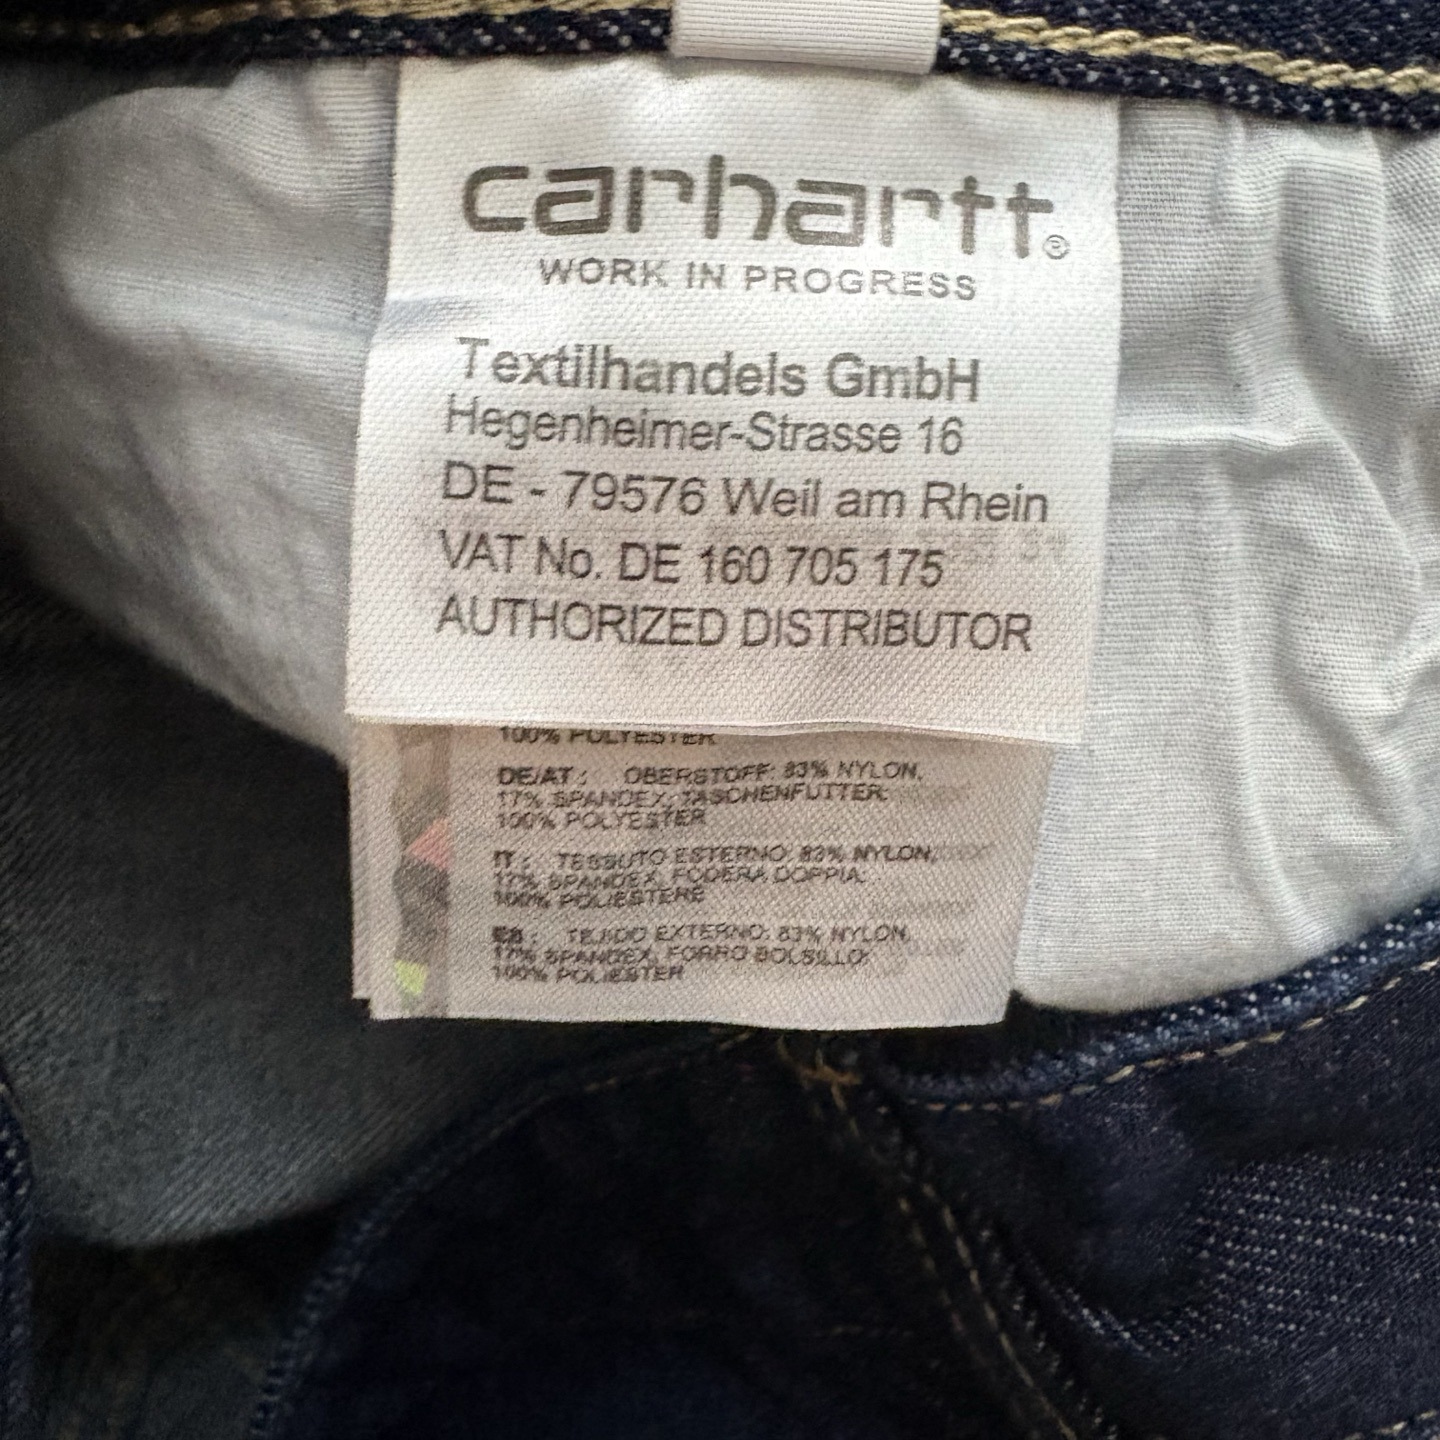 carhartt®
WORK IN PROGRESS
Textilhandels GmbH
Hegenheimer-Strasse 16
DE - 79576 Weil am Rhein
VAT No. DE 160 705 175
AUTHORIZED DISTRIBUTOR
100% POLYESTER
DE/AT : OBERSTOFF: 83% NYLON,
17% SPANDEX, TASCHENFUTTER:
100% POLYESTER
IT : TESSUTO ESTERNO: 83% NYLON,
17% SPANDEX, FODERA DOPPIA:
100% POLIESTERE
ES : TEJIDO EXTERNO: 83% NYLON,
17% SPANDEX, FORRO BOLSILLO:
100% POLIESTER